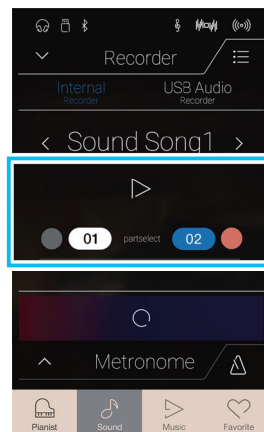 Recorder
Internal USB Audio
Recorder Recorder
Sound Song1
01 partselect 02
Metronome
Pianist Sound Music Favorite